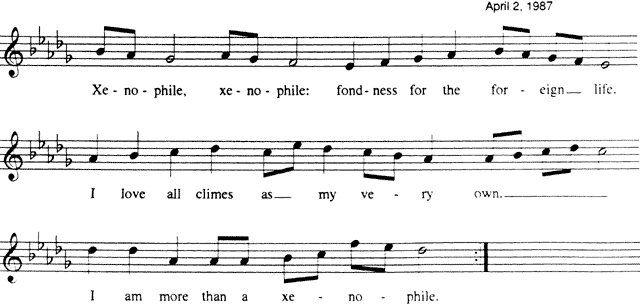 April 2, 1987
Xe - no - phile, xe - no - phile: fond - ness for the for - eign life.
I love all climes as my ve - ry own.
I am more than a xe - no - phile.